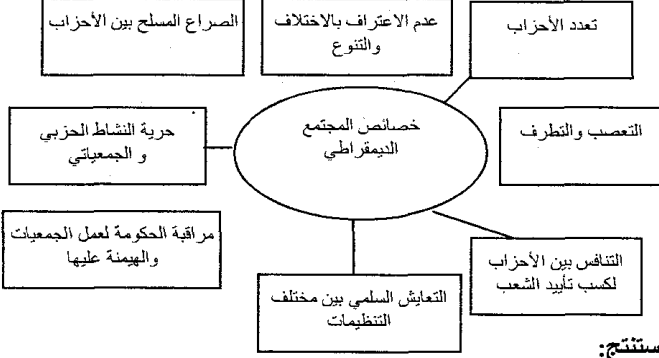 الصراع المسلح بين الأحزاب
عدم الاعتراف بالاختلاف
والتنوع
تعدد الأحزاب
حرية النشاط الحزبي
و الجمعياتي
خصائص المجتمع
الديمقراطي
التعصب والتطرف
مراقبة الحكومة لعمل الجمعيات
والهيمنة عليها
التعايش السلمي بين مختلف
التنظيمات
التنافس بين الأحزاب
لكسب تأييد الشعب
ستنتج: